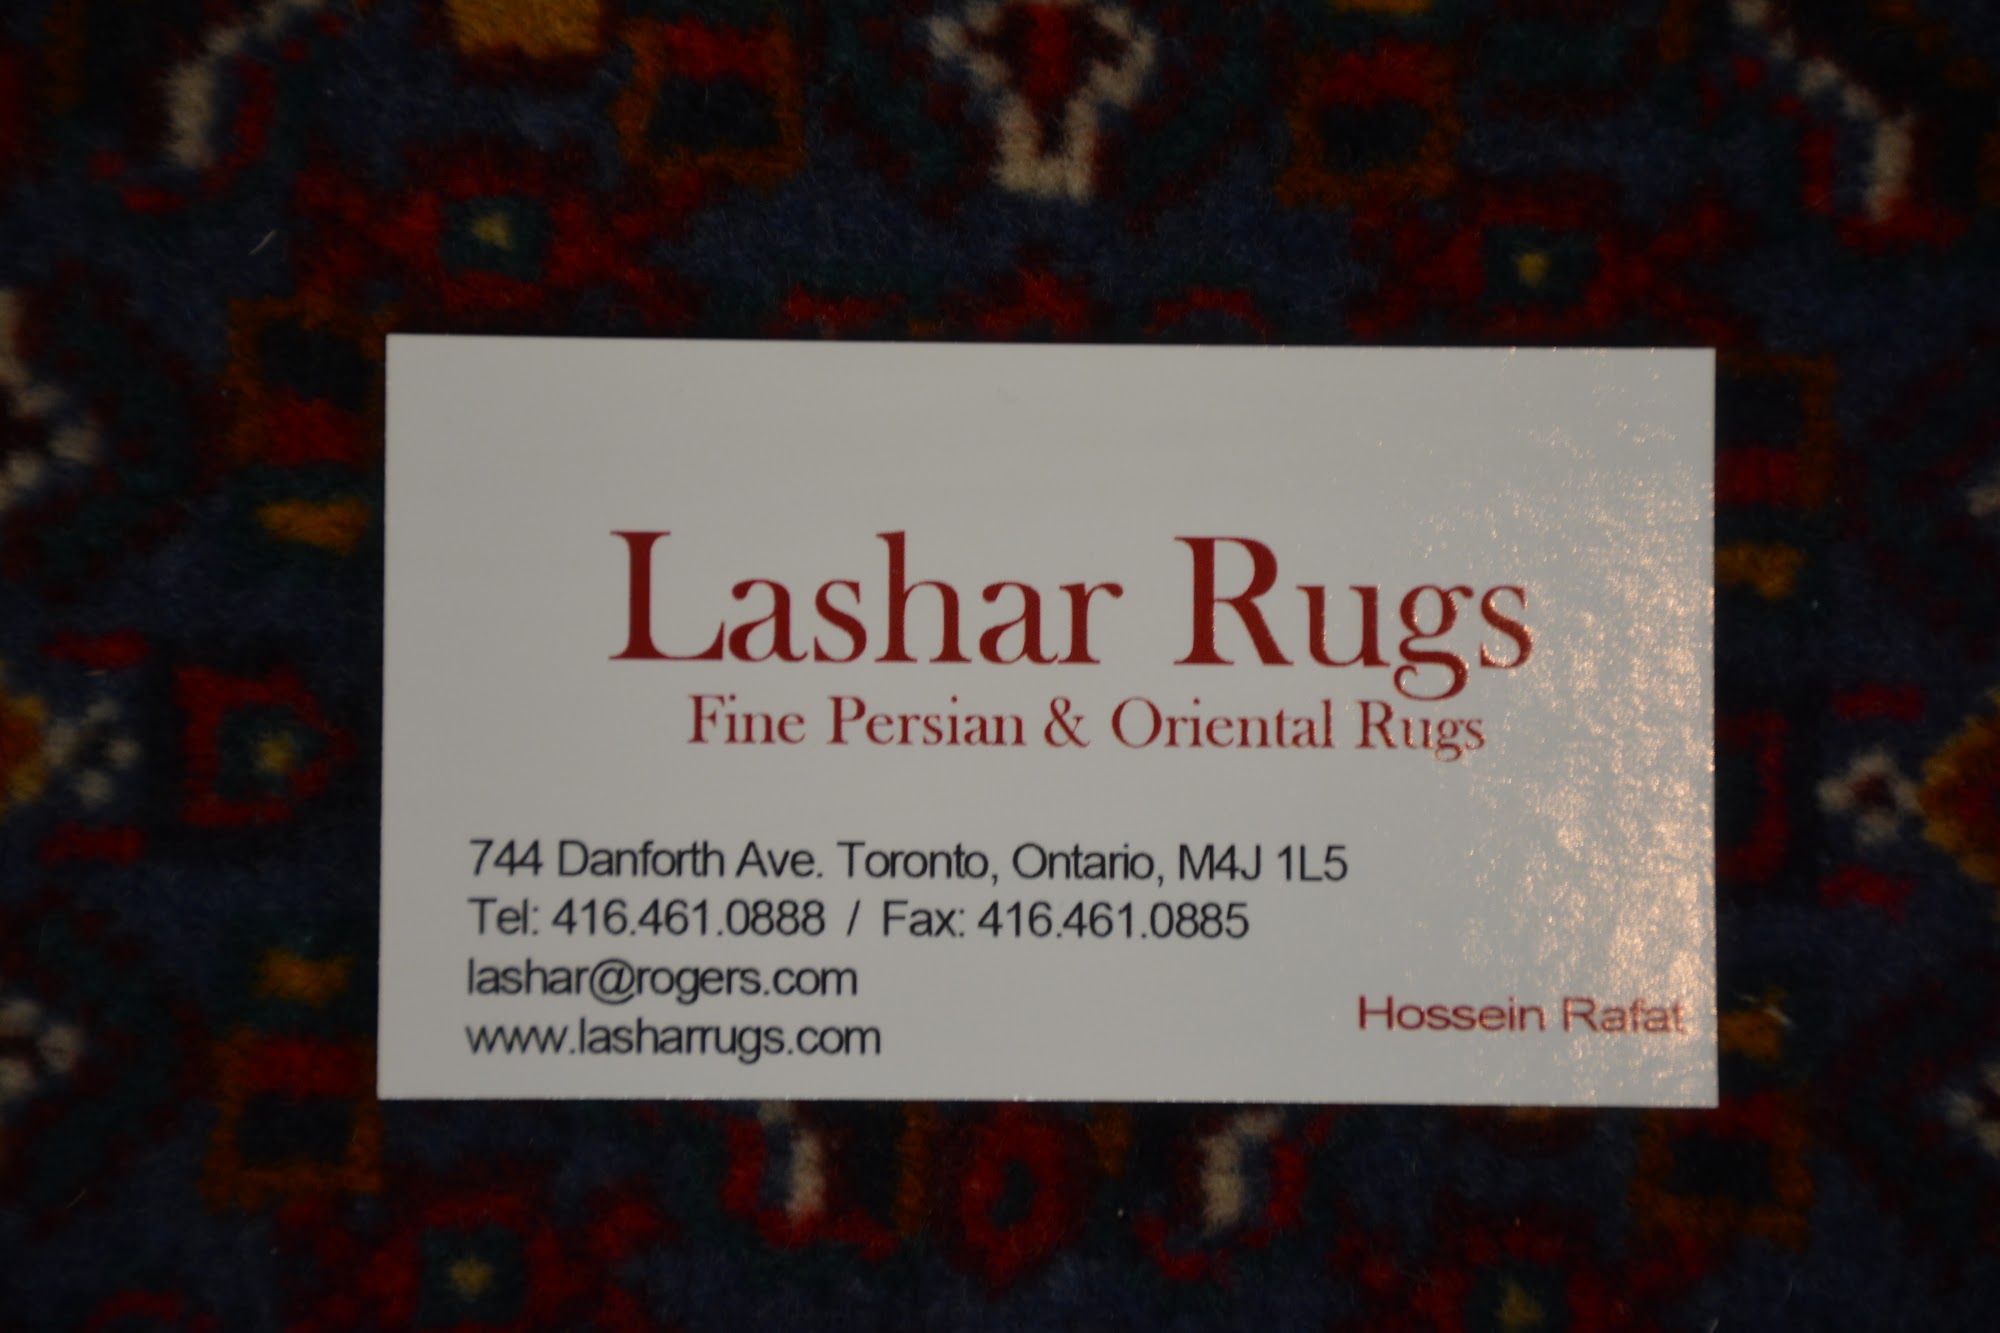 Lashar Rugs
Fine Persian & Oriental Rugs
744 Danforth Ave. Toronto, Ontario, M4J 1L5
Tel: 416.461.0888 / Fax: 416.461.0885
lashar@rogers.com
www.lasharrugs.com
Hossein Rafat